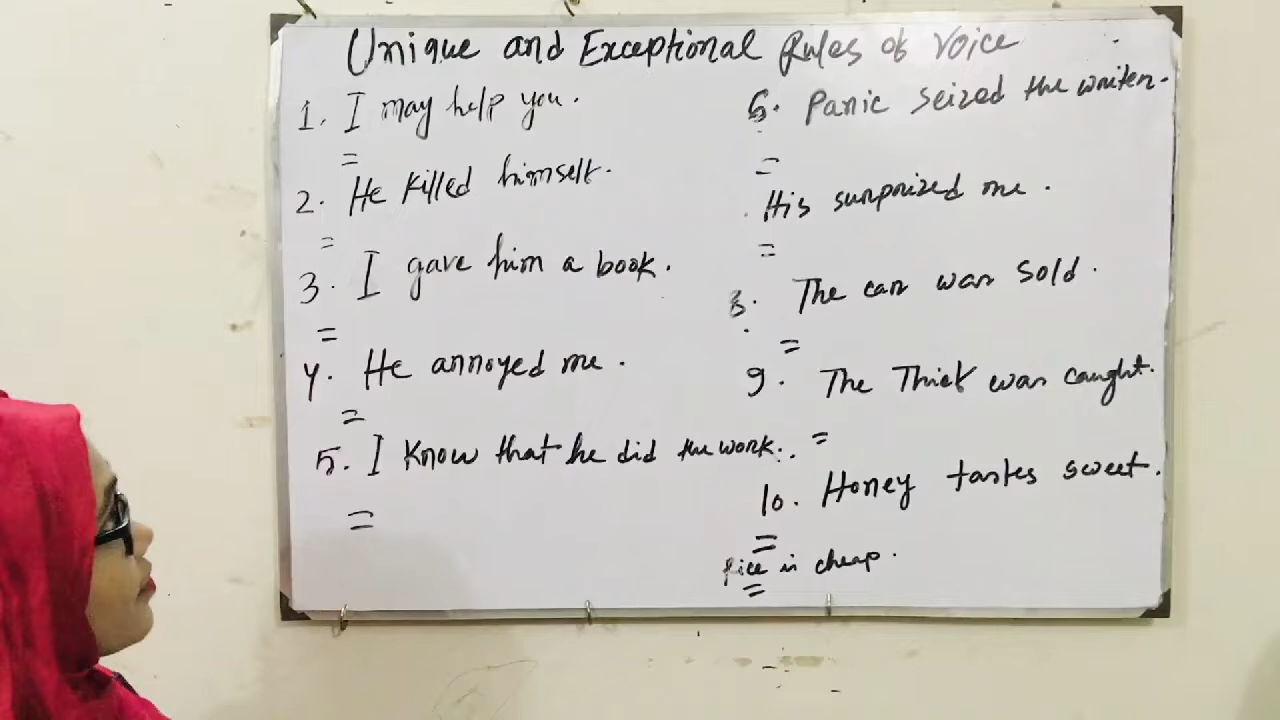 Unique and Exceptional Rules of Voice
1. I may help you.
=
2. He killed himself.
=
3. I gave him a book.
=
4. He annoyed me.
=
5. I know that he did the work.
=
6. Panic seized the writer.
=
His surprized me.
=
8. The car was sold.
=
9. The Thief was caught.
=
10. Honey tastes sweet.
=
is cheap.
=